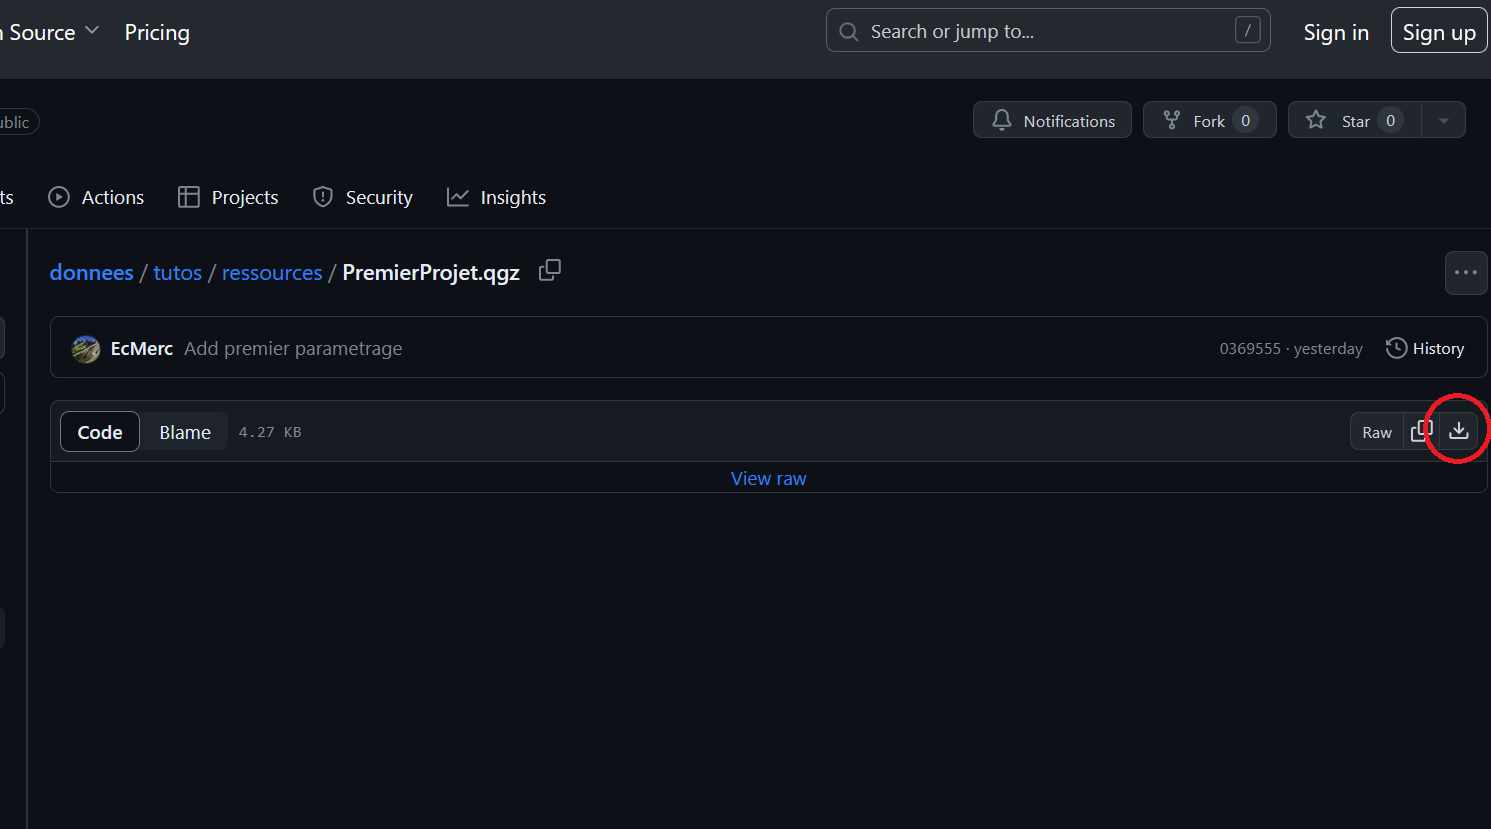 Source Pricing Search or jump to... / Sign in Sign up
Notifications Fork 0 Star 0
Actions Projects Security Insights
donnees / tutos / ressources / PremierProjet.qgz
EcMerc Add premier parametrage 0369555 · yesterday History
Code Blame 4.27 KB Raw
View raw